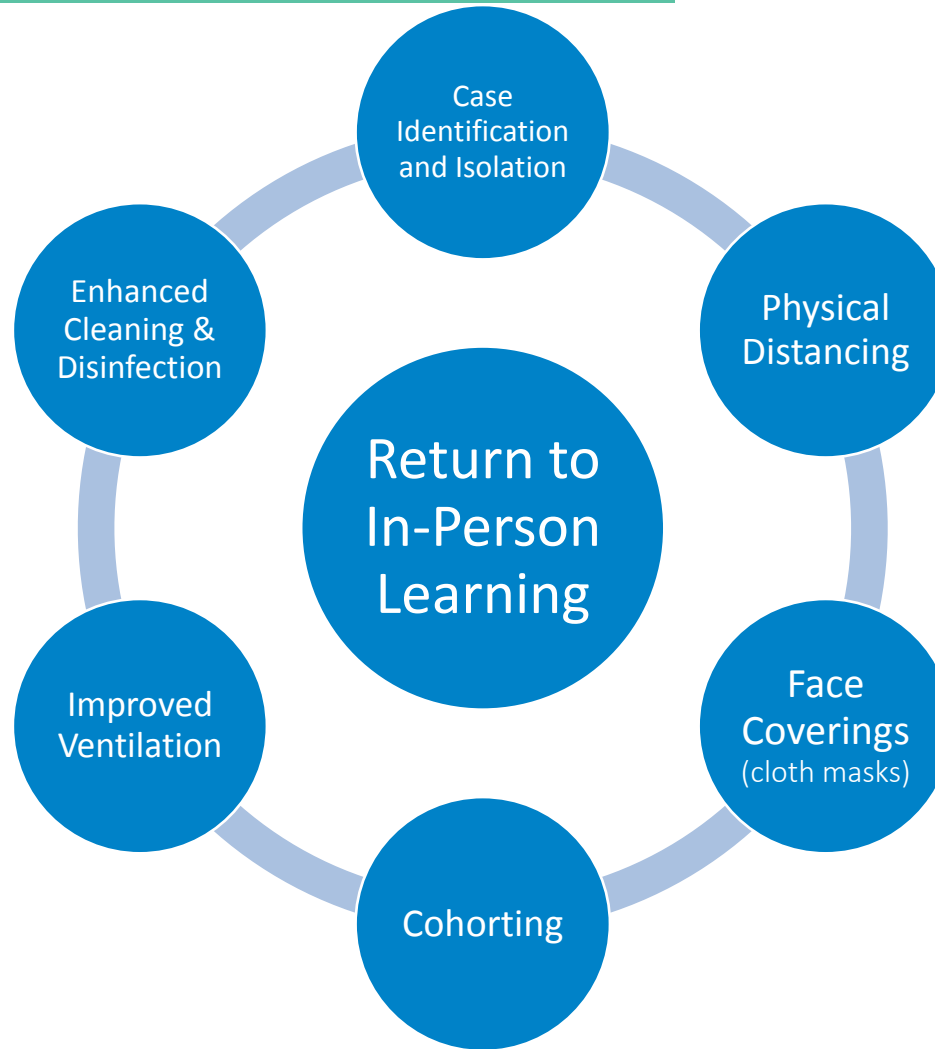 Case
Identification
and Isolation
Physical
Distancing
Face
Coverings
(cloth masks)
Cohorting
Improved
Ventilation
Enhanced
Cleaning &
Disinfection
Return to
In-Person
Learning